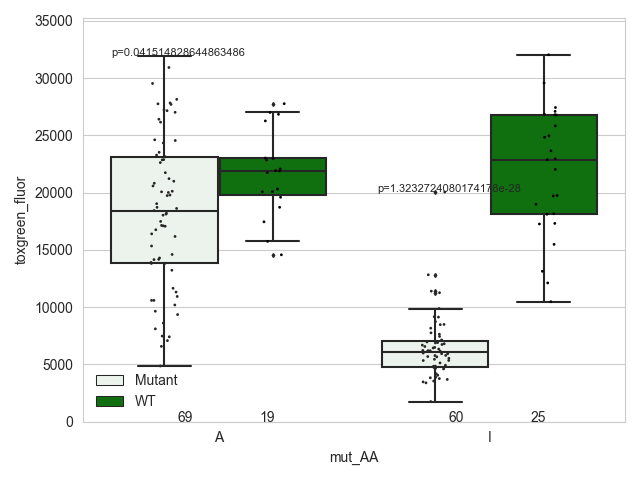 35000
p=0.041514828644863486
30000
25000
20000
p=1.3232724080174178e-28
15000
10000
5000
0
toxgreen_fluor
Mutant
WT
69 19 60 25
A I
mut_AA